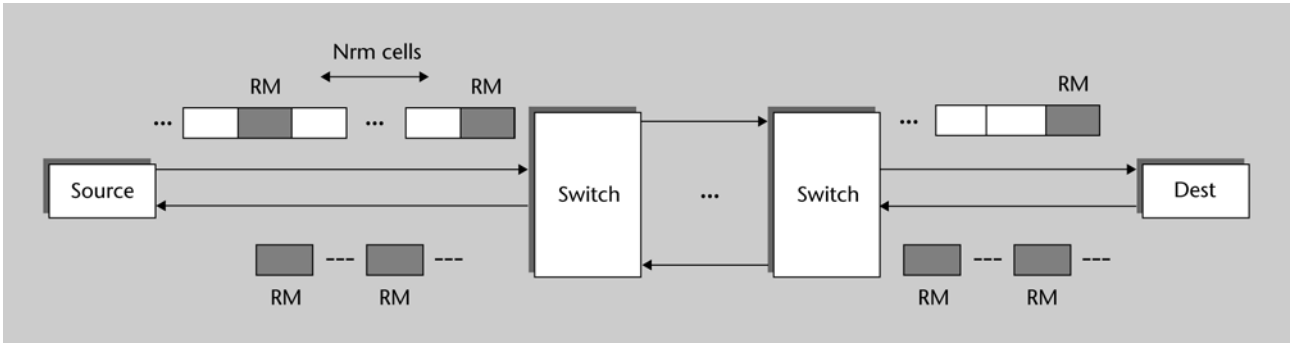 Nrm cells
RM
RM
RM
...
...
...
Source
Switch
...
Switch
Dest
---
---
---
---
RM
RM
RM
RM